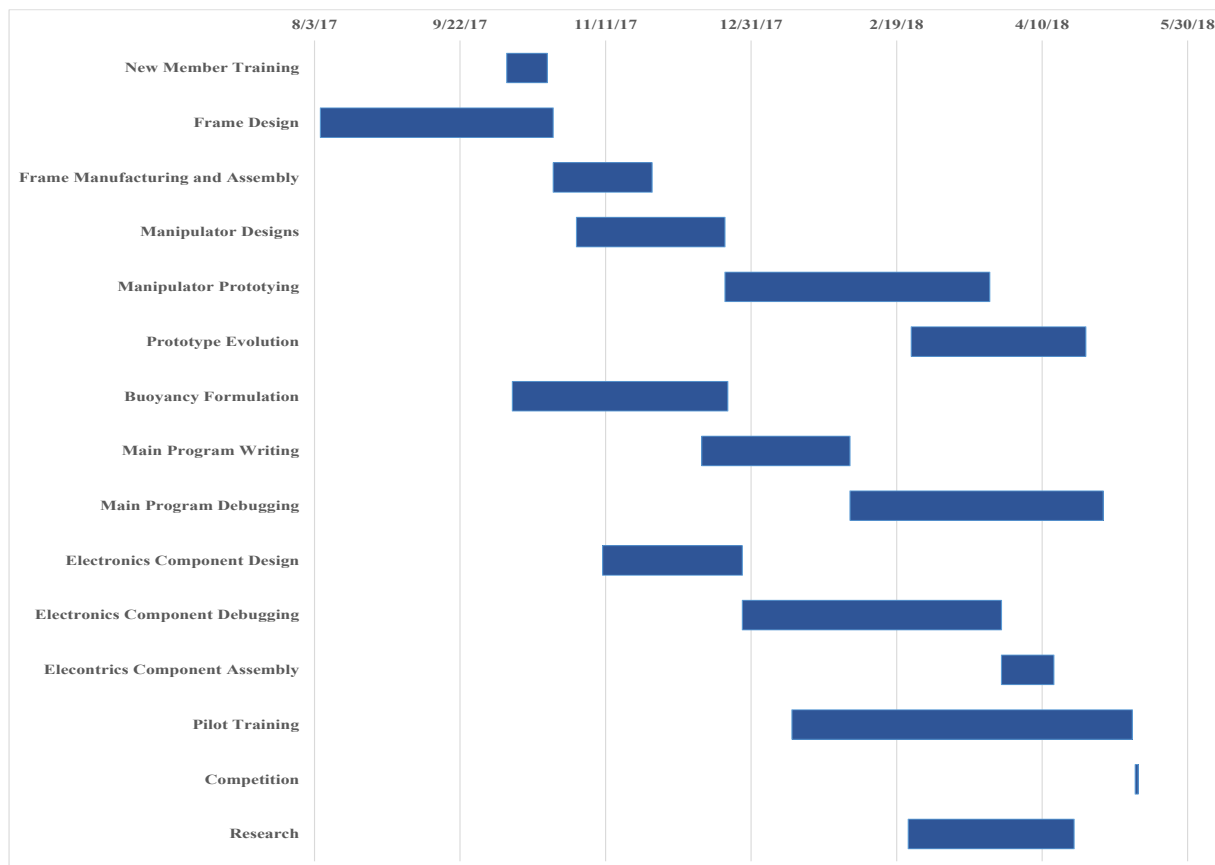 8/3/17 9/22/17 11/11/17 12/31/17 2/19/18 4/10/18 5/30/18
New Member Training
Frame Design
Frame Manufacturing and Assembly
Manipulator Designs
Manipulator Prototying
Prototype Evolution
Buoyancy Formulation
Main Program Writing
Main Program Debugging
Electronics Component Design
Electronics Component Debugging
Elecontrics Component Assembly
Pilot Training
Competition
Research